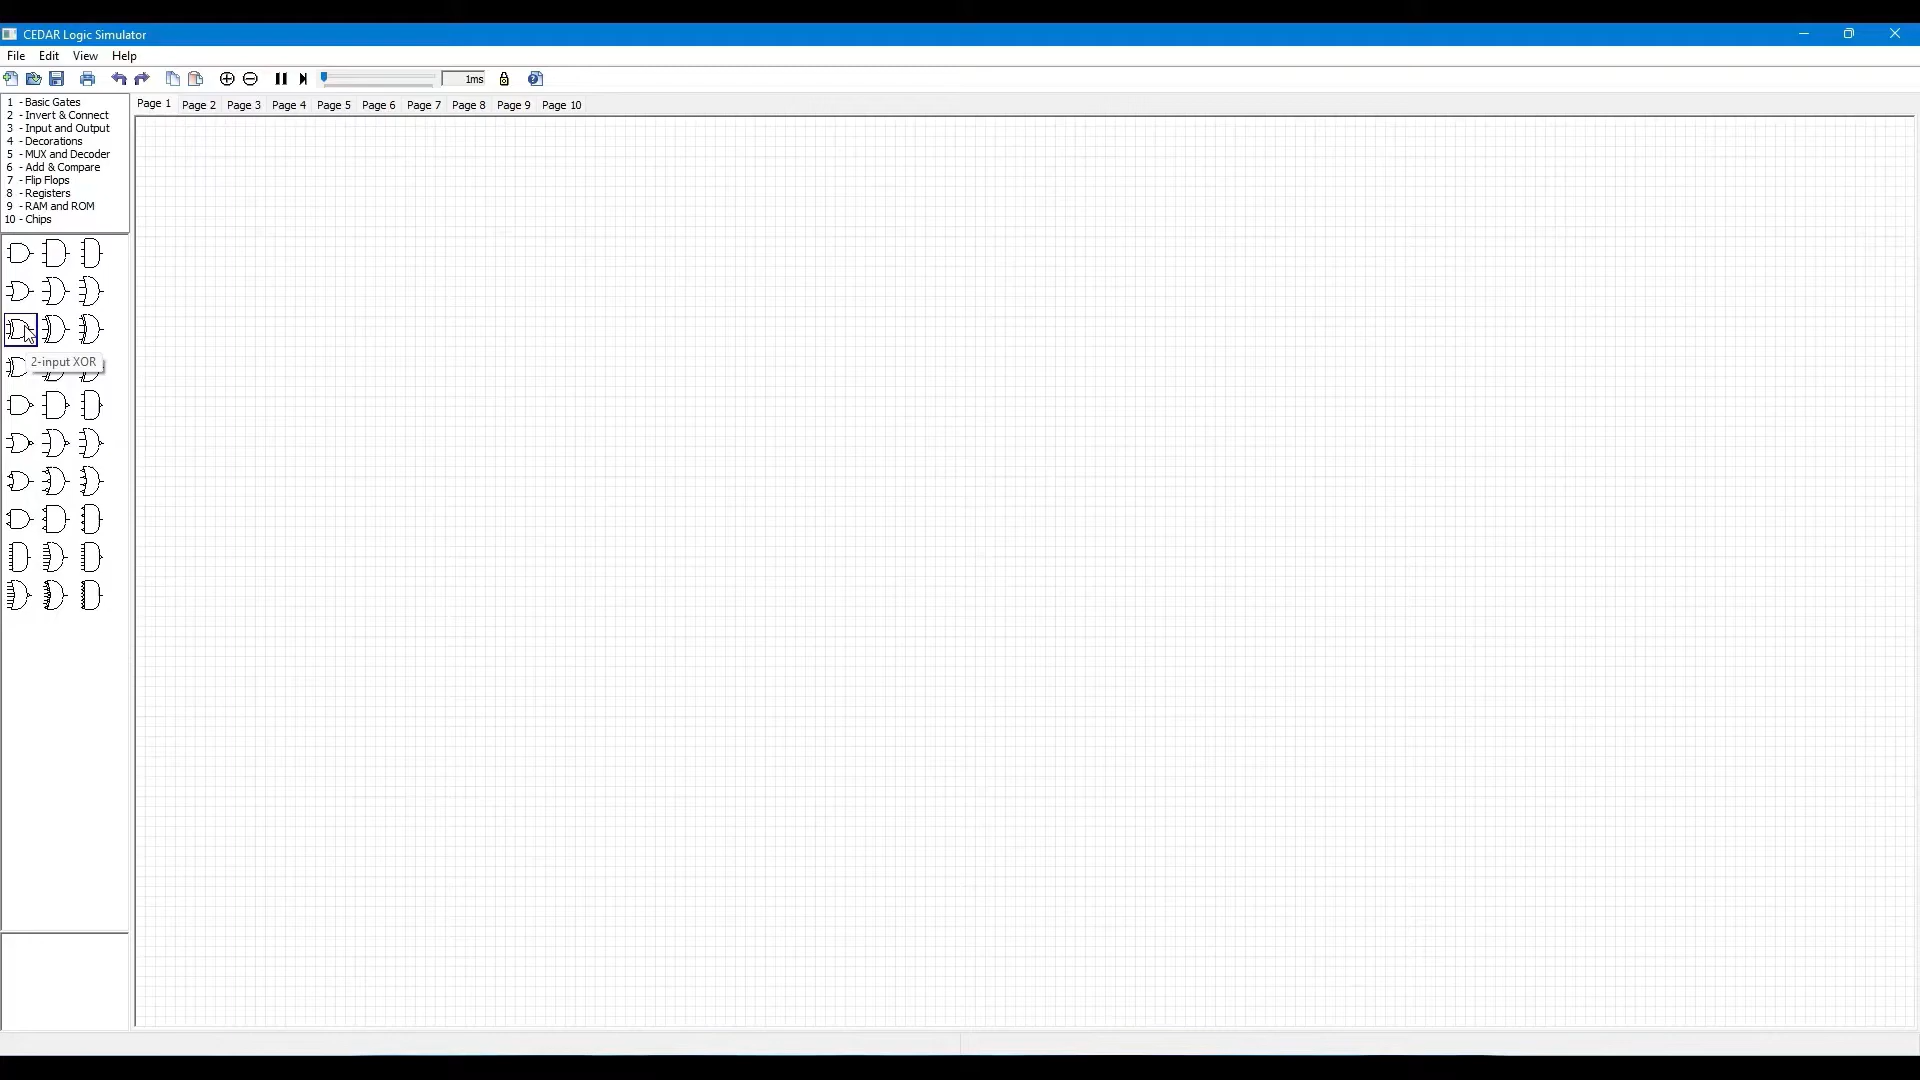 CEDAR Logic Simulator
File Edit View Help
1ms
1 - Basic Gates
2 - Invert & Connect
3 - Input and Output
4 - Decorations
5 - MUX and Decoder
6 - Add & Compare
7 - Flip Flops
8 - Registers
9 - RAM and ROM
10 - Chips
Page 1 Page 2 Page 3 Page 4 Page 5 Page 6 Page 7 Page 8 Page 9 Page 10
2-input XOR